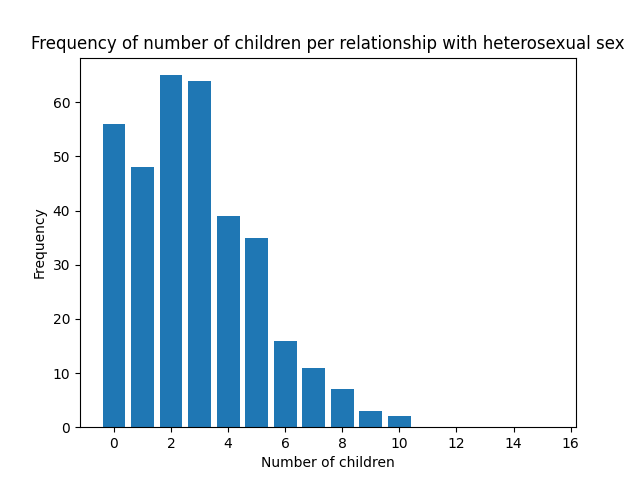 Frequency of number of children per relationship with heterosexual sex
60
50
40
30
20
10
0
Frequency
0 2 4 6 8 10 12 14 16
Number of children